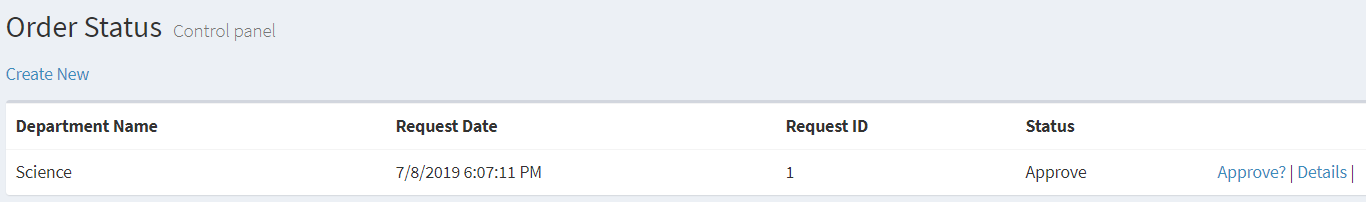 Order Status Control panel
Create New
Department Name Request Date Request ID Status
Science 7/8/2019 6:07:11 PM 1 Approve Approve? | Details |